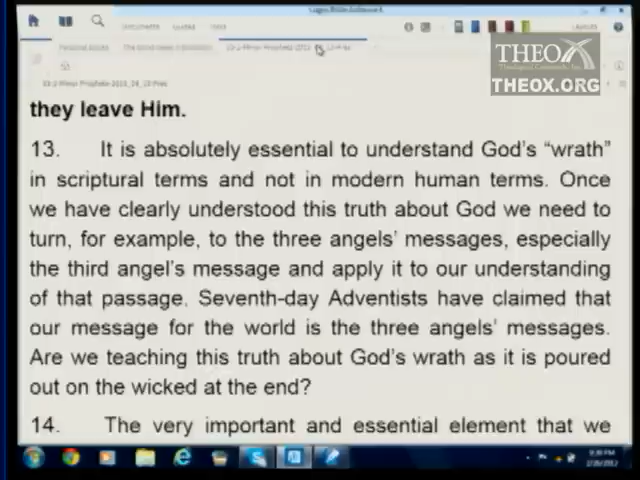 THEOX
THEOX.ORG
they leave Him.
13. It is absolutely essential to understand God's “wrath”
in scriptural terms and not in modern human terms. Once
we have clearly understood this truth about God we need to
turn, for example, to the three angels' messages, especially
the third angel's message and apply it to our understanding
of that passage. Seventh-day Adventists have claimed that
our message for the world is the three angels' messages.
Are we teaching this truth about God's wrath as it is poured
out on the wicked at the end?
14. The very important and essential element that we